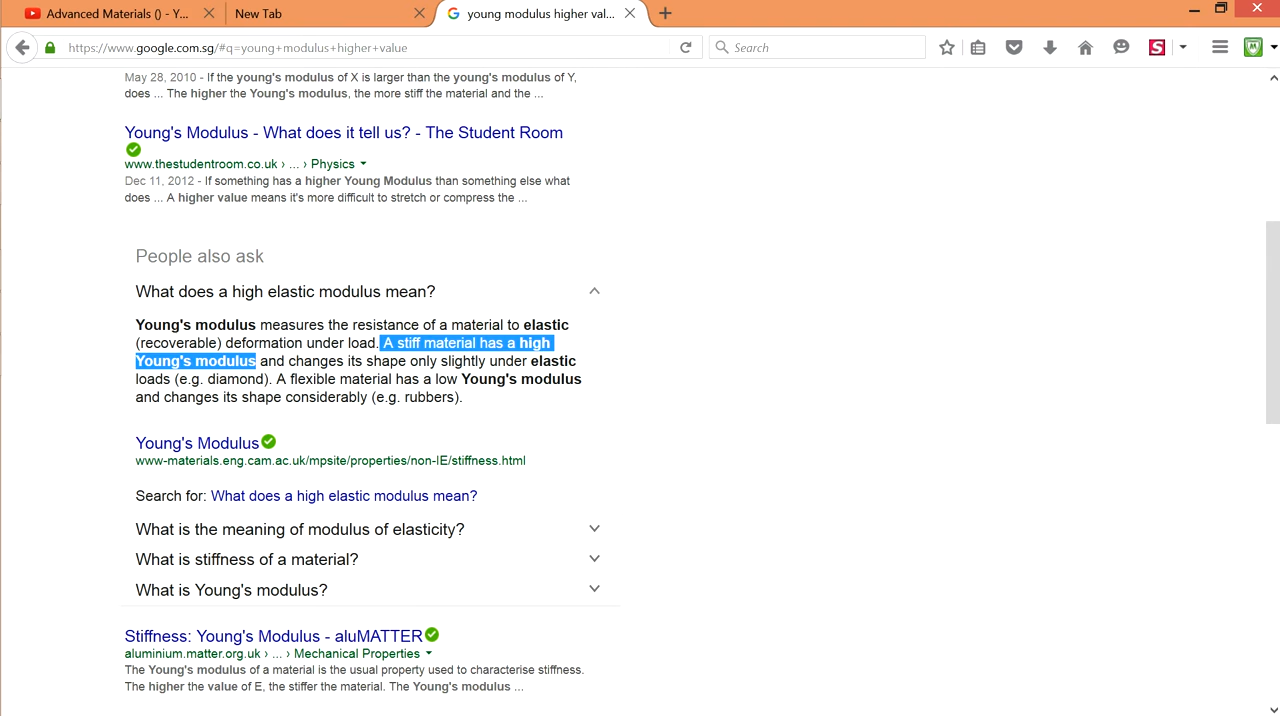 Advanced Materials () - Y...
New Tab
young modulus higher val...
https://www.google.com.sg/#q=young+modulus+higher+value
Search
May 28, 2010 - If the young's modulus of X is larger than the young's modulus of Y,
does ... The higher the Young's modulus, the more stiff the material and the ...
Young's Modulus - What does it tell us? - The Student Room
www.thestudentroom.co.uk › ... › Physics
Dec 11, 2012 - If something has a higher Young Modulus than something else what
does ... A higher value means it's more difficult to stretch or compress the ...
People also ask
What does a high elastic modulus mean?
Young's modulus measures the resistance of a material to elastic
(recoverable) deformation under load. A stiff material has a high
Young's modulus and changes its shape only slightly under elastic
loads (e.g. diamond). A flexible material has a low Young's modulus
and changes its shape considerably (e.g. rubbers).
Young's Modulus
www-materials.eng.cam.ac.uk/mpsite/properties/non-IE/stiffness.html
Search for: What does a high elastic modulus mean?
What is the meaning of modulus of elasticity?
What is stiffness of a material?
What is Young's modulus?
Stiffness: Young's Modulus - aluMATTER
aluminium.matter.org.uk › ... › Mechanical Properties
The Young's modulus of a material is the usual property used to characterise stiffness.
The higher the value of E, the stiffer the material. The Young's modulus ...